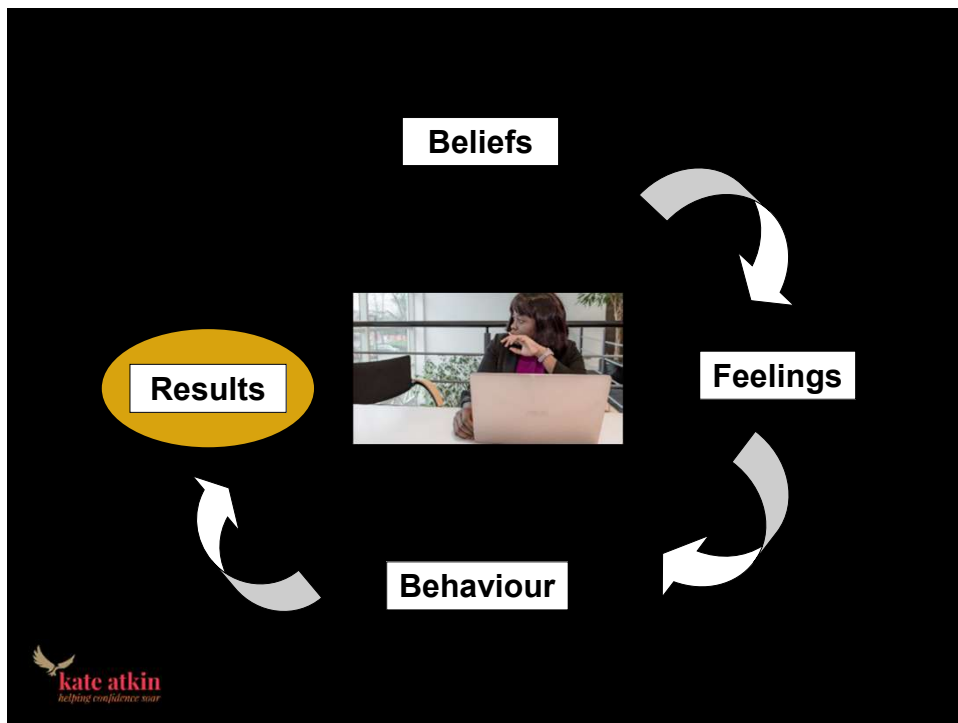 Beliefs
Feelings
Results
Behaviour
kate atkin
helping confidence soar